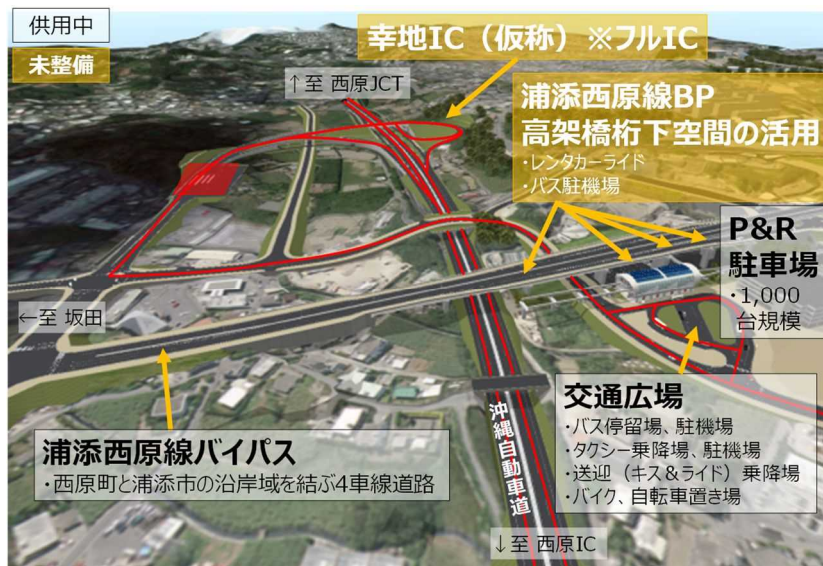 供用中
未整備
幸地IC（仮称）※フルIC
↑至 西原JCT
浦添西原線BP
高架橋桁下空間の活用
・レンタカーライド
・バス駐機場
P&R
駐車場
・1,000
台規模
←至 坂田
交通広場
・バス停留場、駐機場
・タクシー乗降場、駐機場
・送迎（キス&ライド）乗降場
・バイク、自転車置き場
浦添西原線バイパス
・西原町と浦添市の沿岸域を結ぶ4車線道路
沖縄自動車道
↓至 西原IC